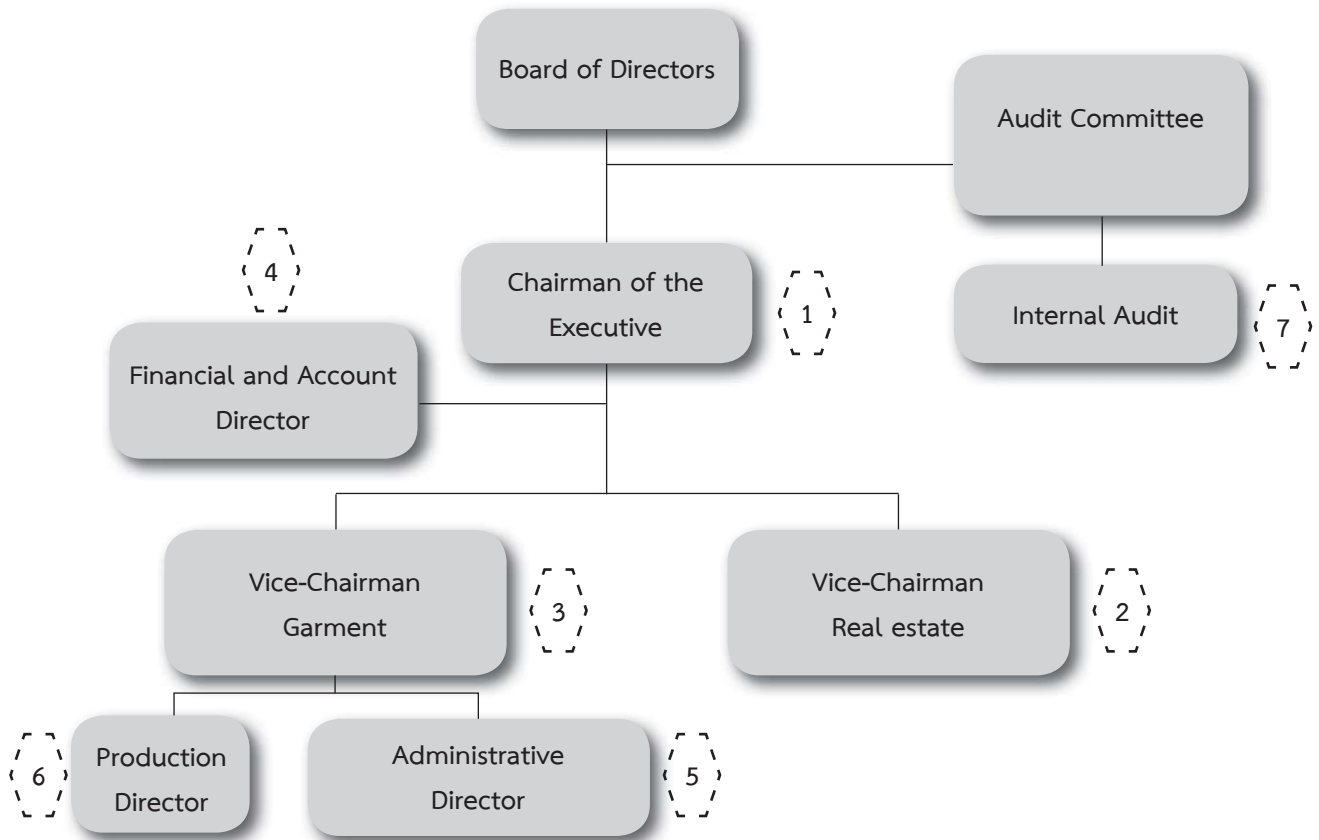 Board of Directors
Audit Committee
4
Chairman of the
Executive
1
Internal Audit
7
Financial and Account
Director
Vice-Chairman
Garment
3
Vice-Chairman
Real estate
2
6
Production
Director
Administrative
Director
5